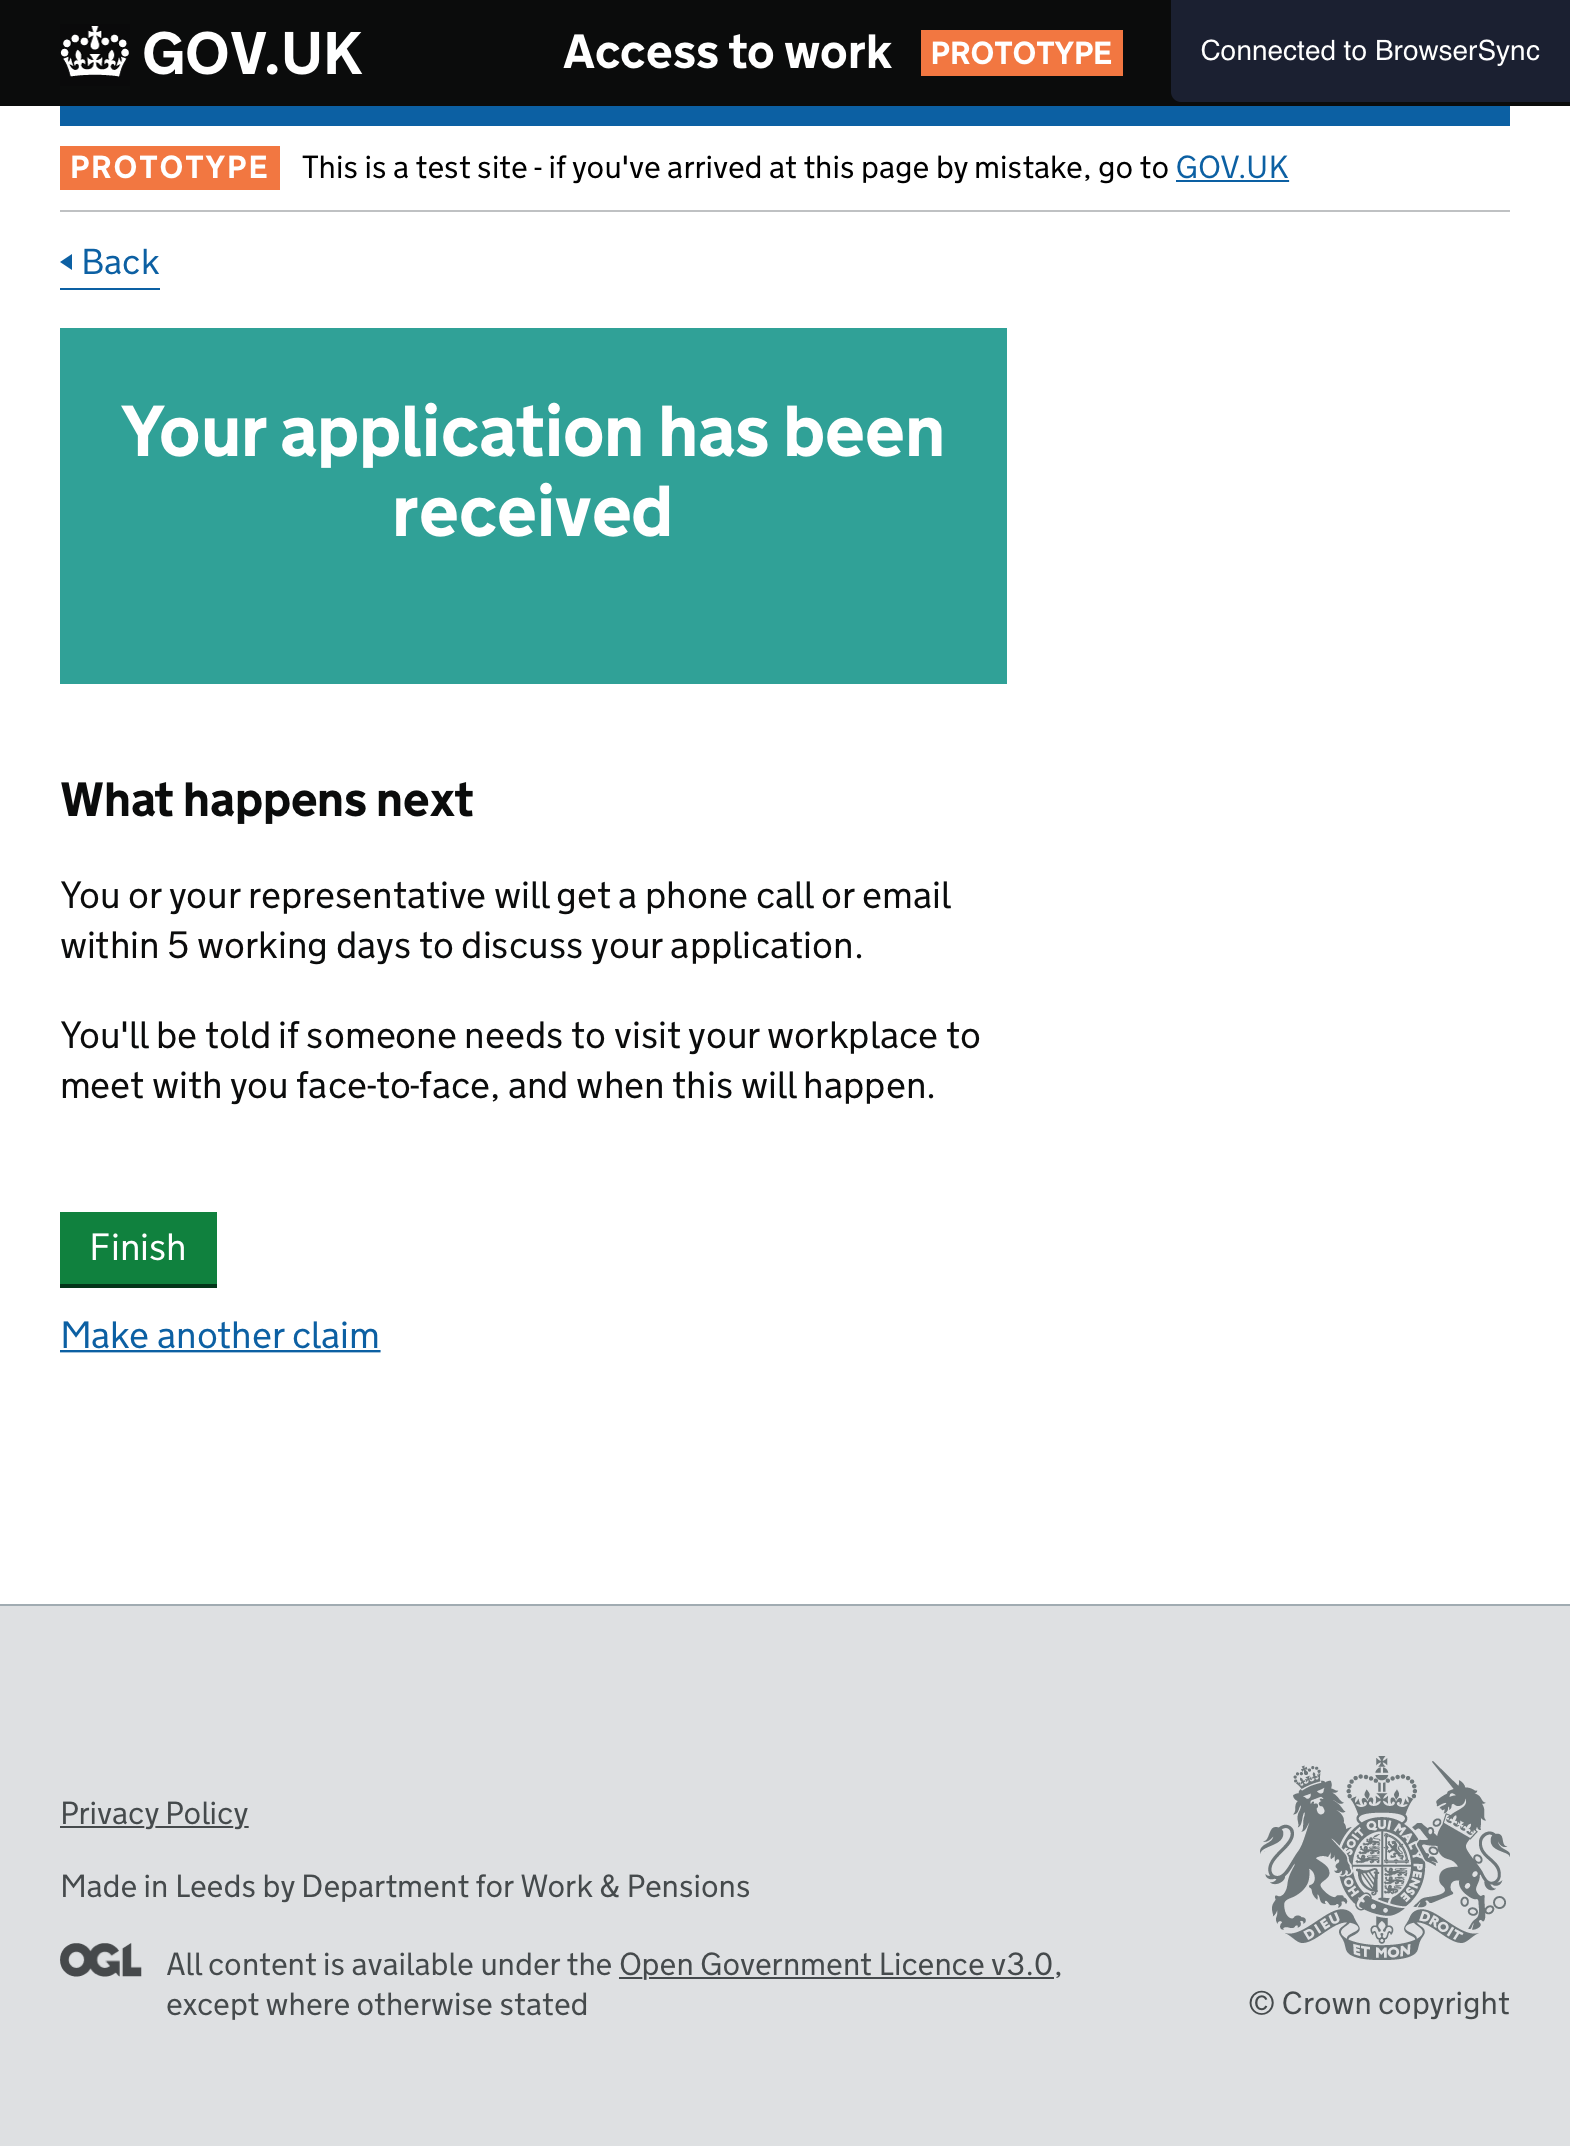 GOV.UK
Access to work
PROTOTYPE
Connected to BrowserSync
PROTOTYPE
This is a test site - if you've arrived at this page by mistake, go to GOV.UK
Back
Your application has been
received
What happens next
You or your representative will get a phone call or email
within 5 working days to discuss your application.
You'll be told if someone needs to visit your workplace to
meet with you face-to-face, and when this will happen.
Finish
Make another claim
Privacy Policy
Made in Leeds by Department for Work & Pensions
OGL
All content is available under the Open Government Licence v3.0,
except where otherwise stated
DIEU
ET MON
DROIT
© Crown copyright